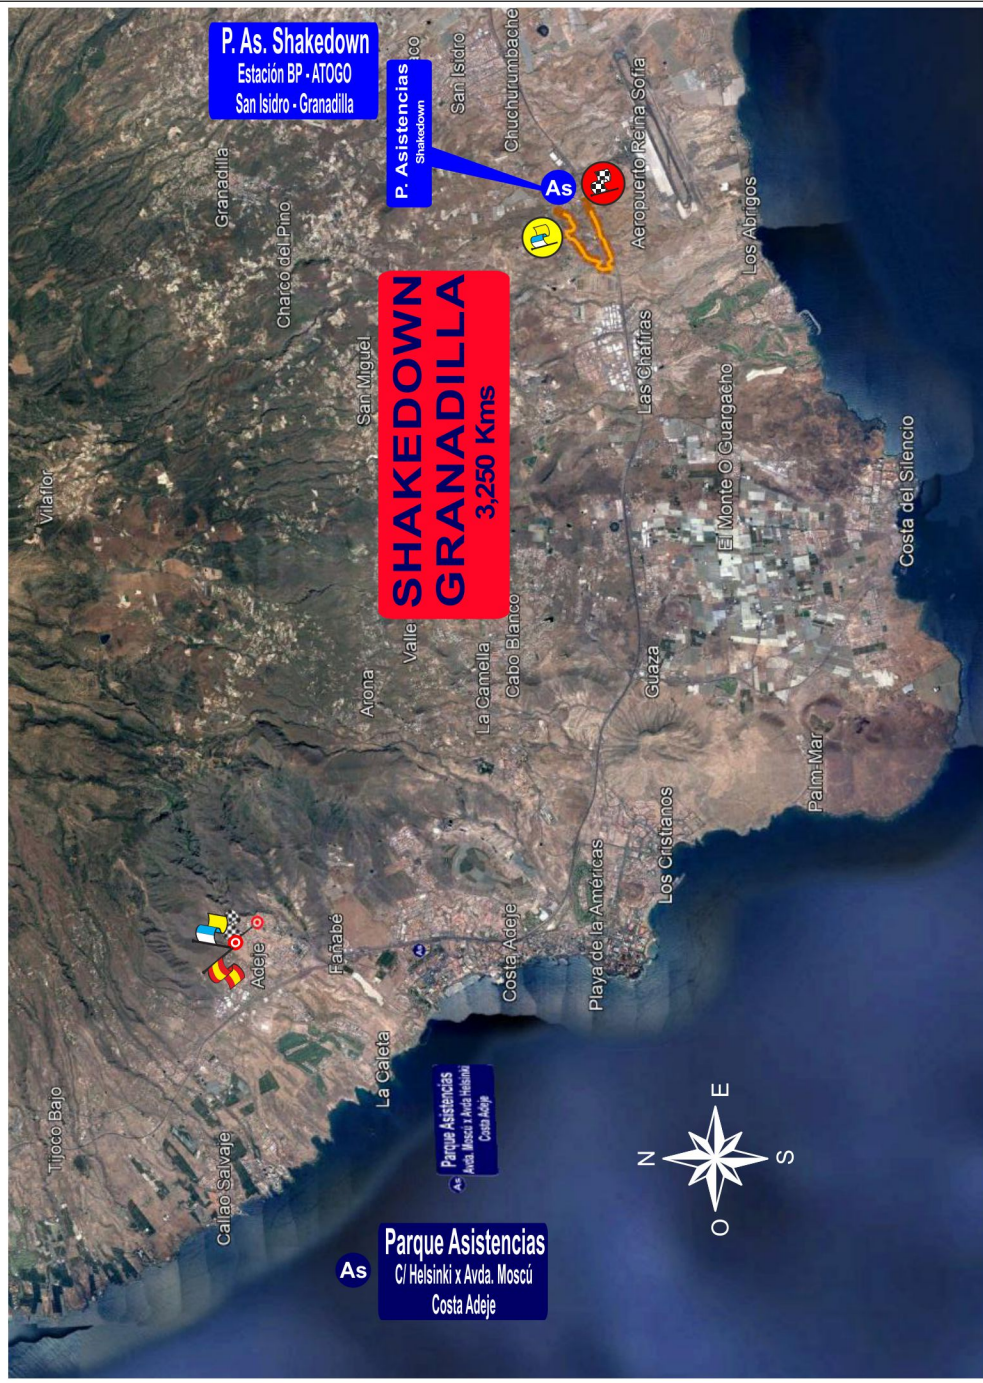 P. As. Shakedown
Estación BP - ATOGO
San Isidro - Granadilla
P. Asistencias
Shakedown
aco
San Isidro
Chuchurumbache
Aeropuerto Reina Sofia
As
Granadilla
Charco del Pino
Los Abrigos
San Miguel
SHAKEDOWN
GRANADILLA
3,250 Kms
Las Chafiras
El Monte O Guargacho
Costa del Silencio
Vilaflor
Valle
Arona
La Camella
Cabo Blanco
Guaza
Palm-Mar
Los Cristianos
Playa de la Américas
Costa Adeje
Fañabé
Adeje
As
La Caleta
Tijoco Bajo
Callao Salvaje
As
Parque Asistencias
Avda. Moscú x Avda Helsinki
Costa Adeje
As
Parque Asistencias
C/ Helsinki x Avda. Moscú
Costa Adeje
N
E
S
O